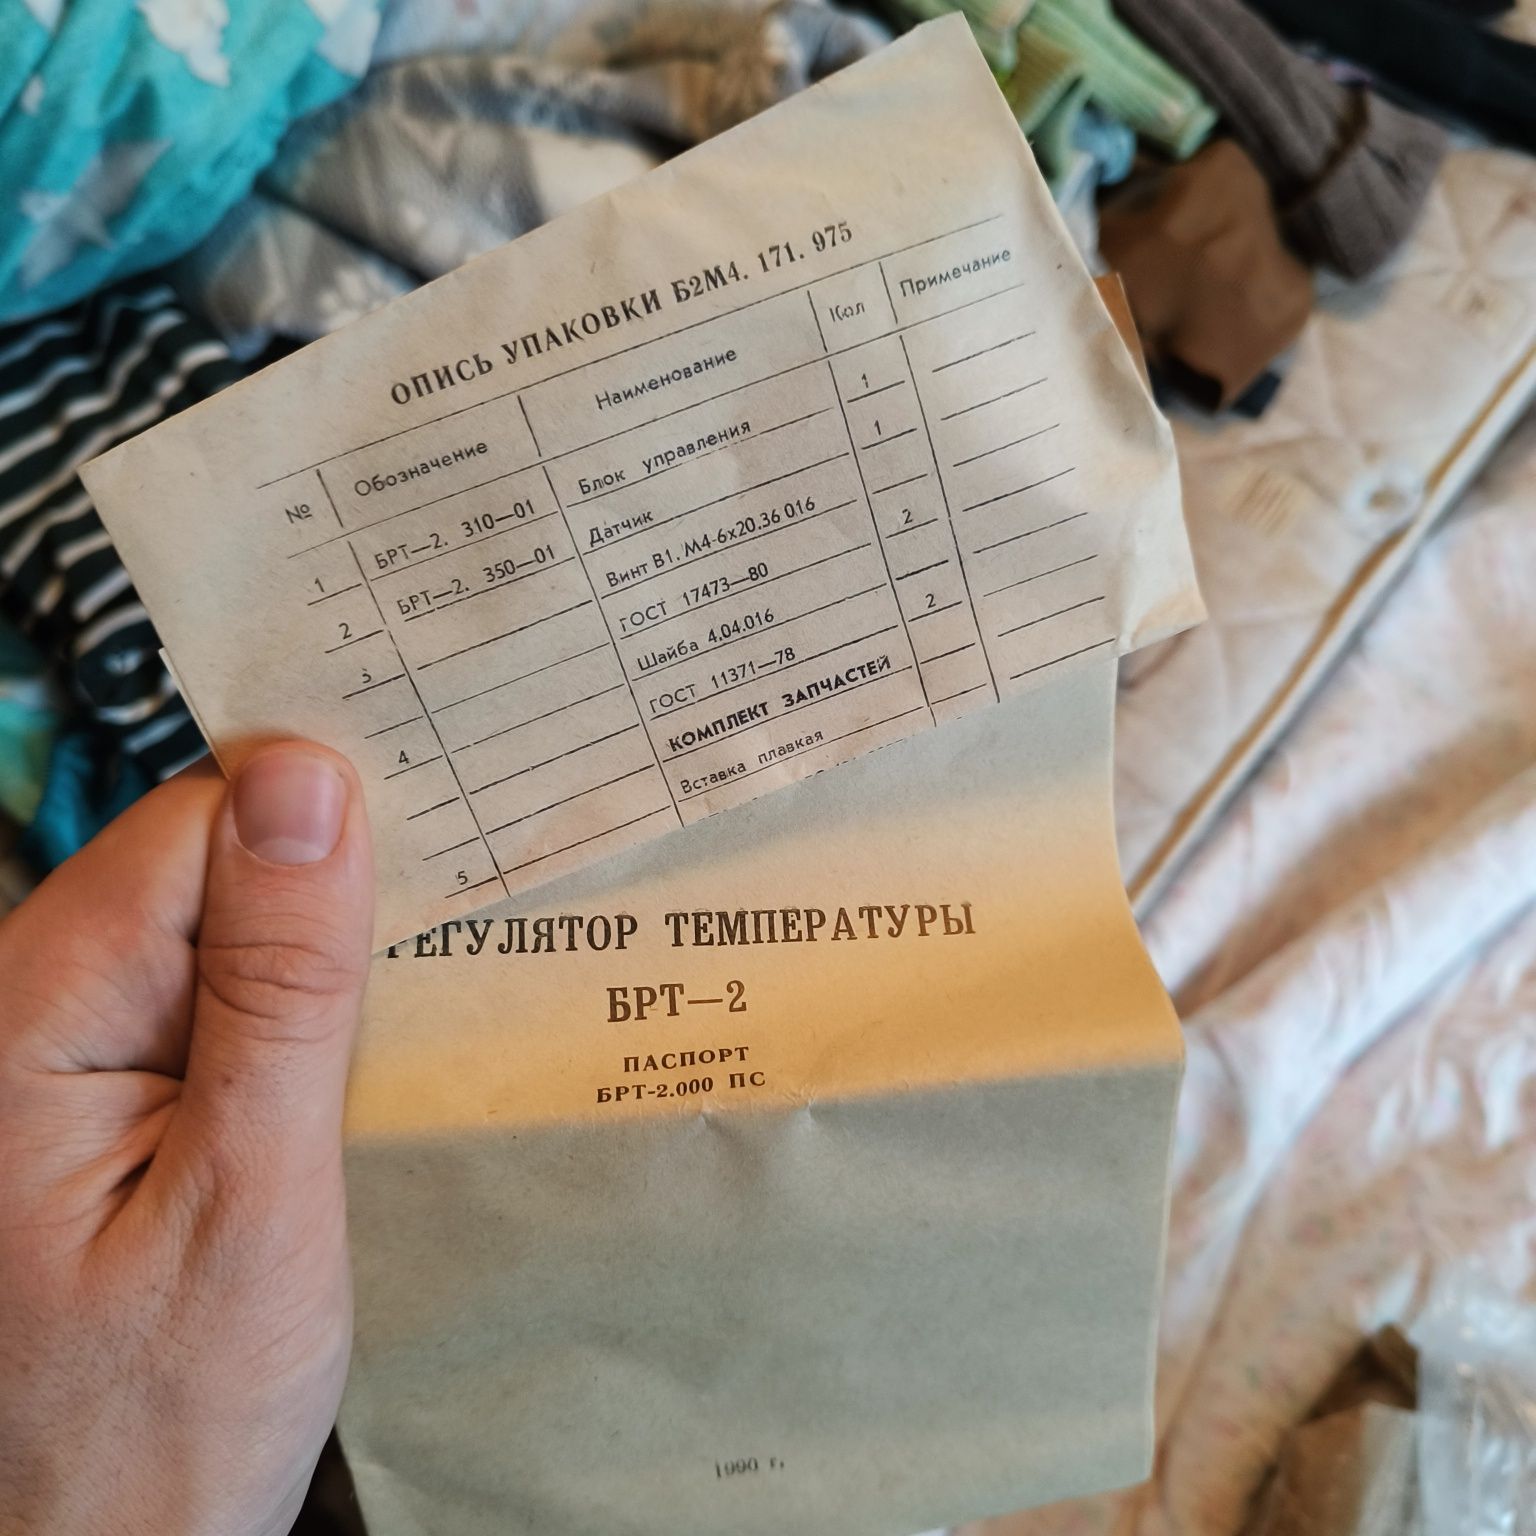 ОПИСЬ УПАКОВКИ Б2М4. 171. 975
№ Обозначение Наименование Кол Примечание
1 БРТ—2. 310—01 Блок управления 1
2 БРТ—2. 350—01 Датчик 1
3 Винт В1. М4-6х20.36 016
ГОСТ 17473—80 2
4 Шайба 4.04.016
ГОСТ 11371—78 2
КОМПЛЕКТ ЗАПЧАСТЕЙ
5 Вставка плавкая
РЕГУЛЯТОР ТЕМПЕРАТУРЫ
БРТ—2
ПАСПОРТ
БРТ-2.000 ПС
1990 г.